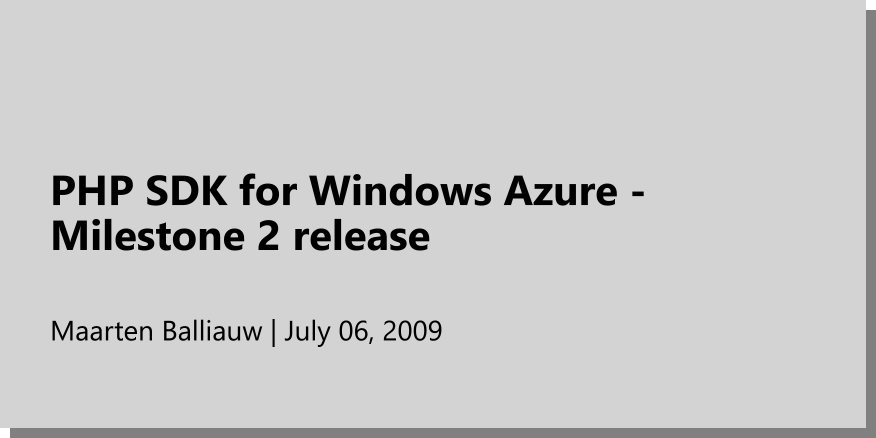 PHP SDK for Windows Azure -
Milestone 2 release
Maarten Balliauw | July 06, 2009